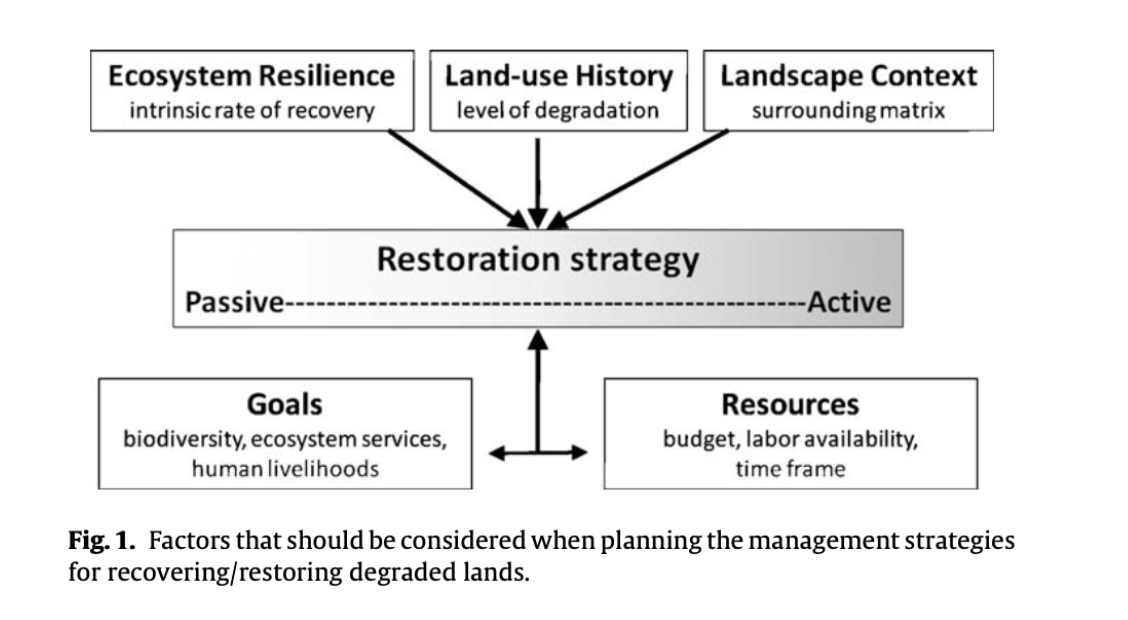 Ecosystem Resilience
intrinsic rate of recovery
Land-use History
level of degradation
Landscape Context
surrounding matrix
Restoration strategy
Passive--------------------------------------------------Active
Goals
biodiversity, ecosystem services,
human livelihoods
Resources
budget, labor availability,
time frame
Fig. 1. Factors that should be considered when planning the management strategies
for recovering/restoring degraded lands.